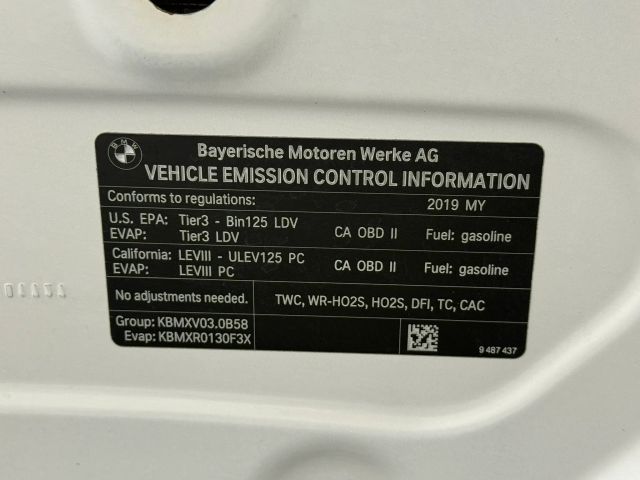 BMW
Bayerische Motoren Werke AG
VEHICLE EMISSION CONTROL INFORMATION
Conforms to regulations: 2019 MY
U.S. EPA: Tier3 - Bin125 LDV CA OBD II Fuel: gasoline
EVAP: Tier3 LDV
California: LEVIII - ULEV125 PC CA OBD II Fuel: gasoline
EVAP: LEVIII PC
No adjustments needed. TWC, WR-HO2S, HO2S, DFI, TC, CAC
Group: KBMXV03.0B58
Evap: KBMXR0130F3X
9 487 437